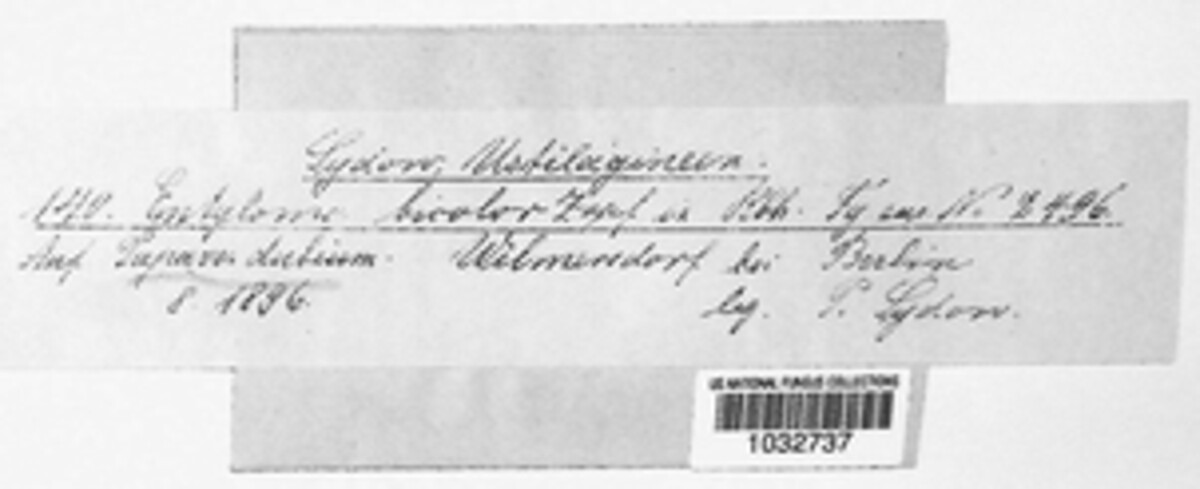 Sydow, Ustilagineen.
170. Entyloma bicolor Zopf in Rbh. Fg. eur. N. 2496.
Auf Papaver dubium. Wilmersdorf bei Berlin
8. 1896. leg. P. Sydow.
US NATIONAL FUNGUS COLLECTIONS
1032737